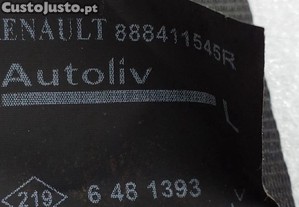 CustoJusto.pt
RENAULT 888411545R
Autoliv
L
219 6 48 1393